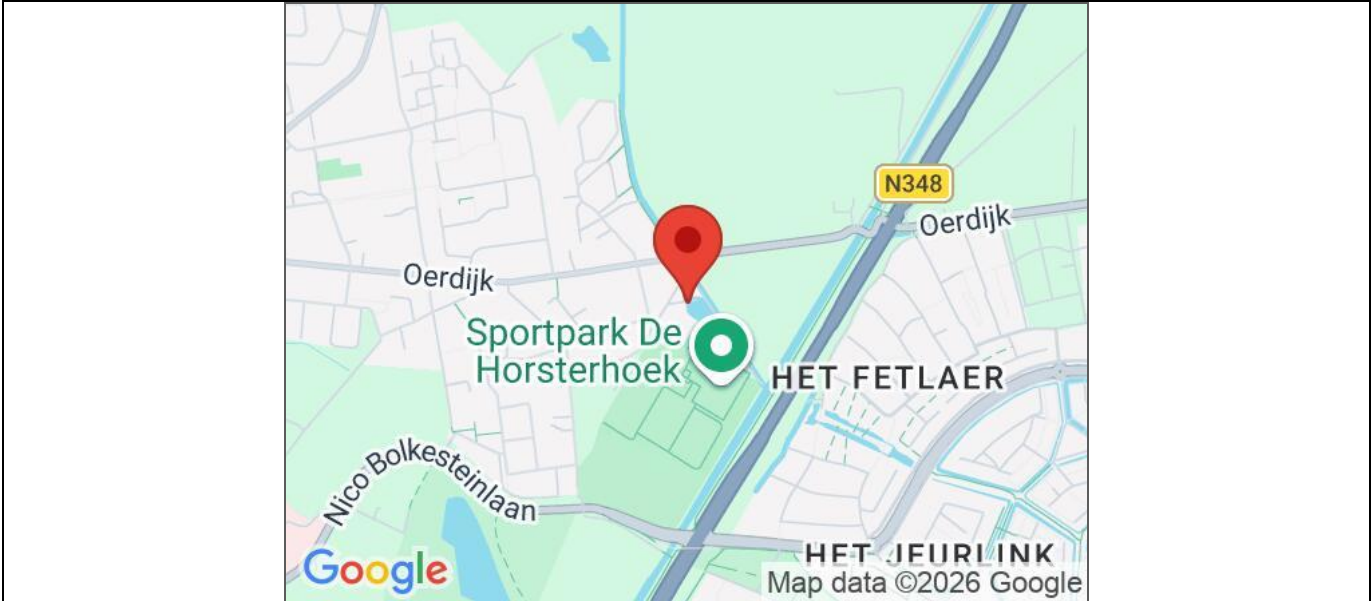 N348
Oerdijk
Oerdijk
Sportpark De
Horsterhoek
HET FETLAER
Nico Bolkesteinlaan
HET JEURLINK
Google
Map data ©2026 Google